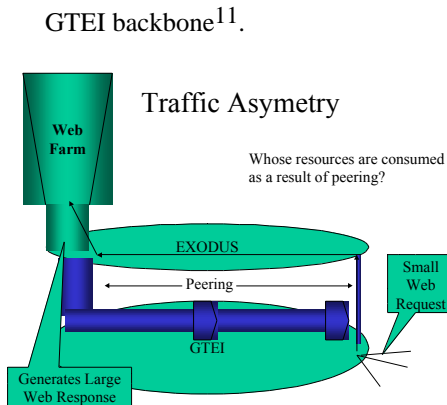 GTEI backbone11.
Traffic Asymetry
Web
Farm
Whose resources are consumed
as a result of peering?
EXODUS
Small
Web
Request
Peering
GTEI
Generates Large
Web Response